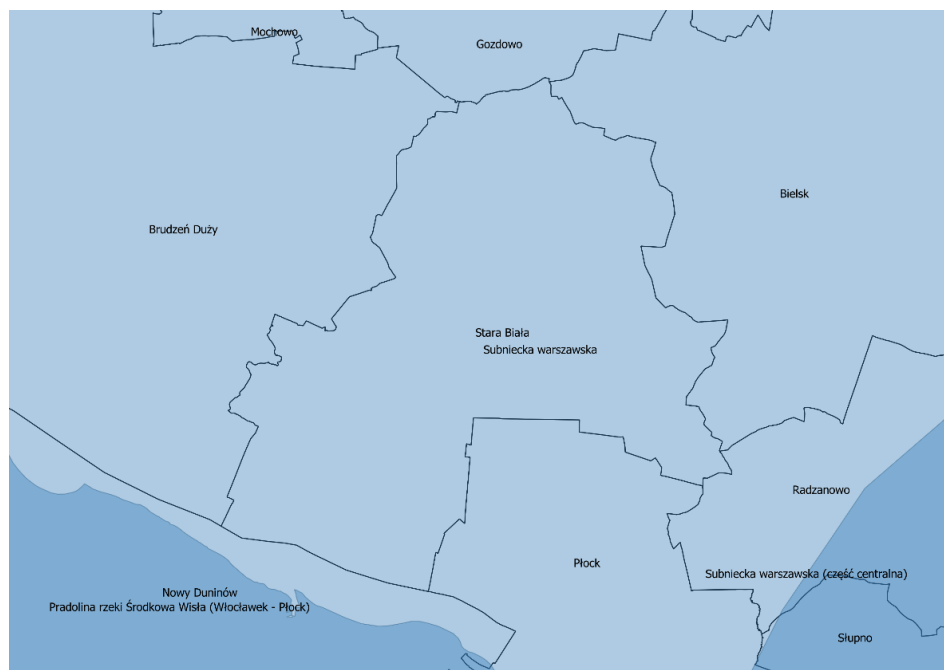 Mochowo
Gozdowo
Bielsk
Brudzeń Duży
Stara Biała
Subniecka warszawska
Radzanowo
Płock
Subniecka warszawska (część centralna)
Nowy Duninów
Pradolina rzeki Środkowa Wisła (Włocławek - Płock)
Słupno